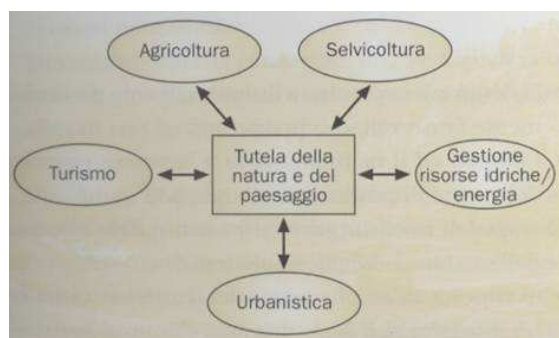 Agricoltura
Selvicoltura
Turismo
Tutela della
natura e del
paesaggio
Gestione
risorse idriche/
energia
Urbanistica